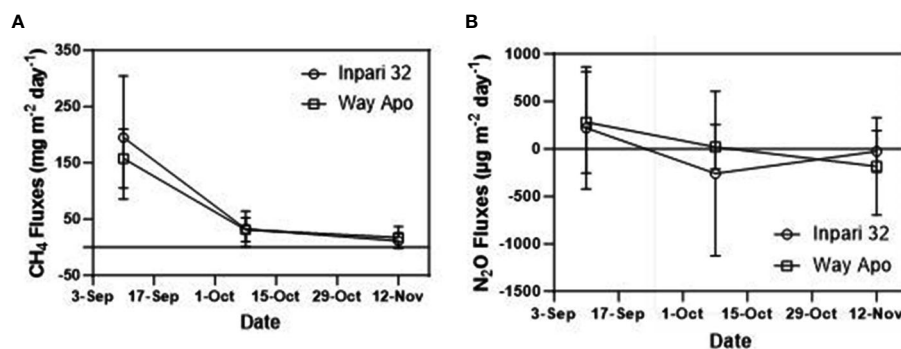 A
CH4 Fluxes (mg m-2 day-1)
350
250
150
50
-50
Inpari 32
Way Apo
3-Sep 17-Sep 1-Oct 15-Oct 29-Oct 12-Nov
Date
B
N2O Fluxes (µg m-2 day-1)
1000
500
0
-500
-1000
-1500
Inpari 32
Way Apo
3-Sep 17-Sep 1-Oct 15-Oct 29-Oct 12-Nov
Date